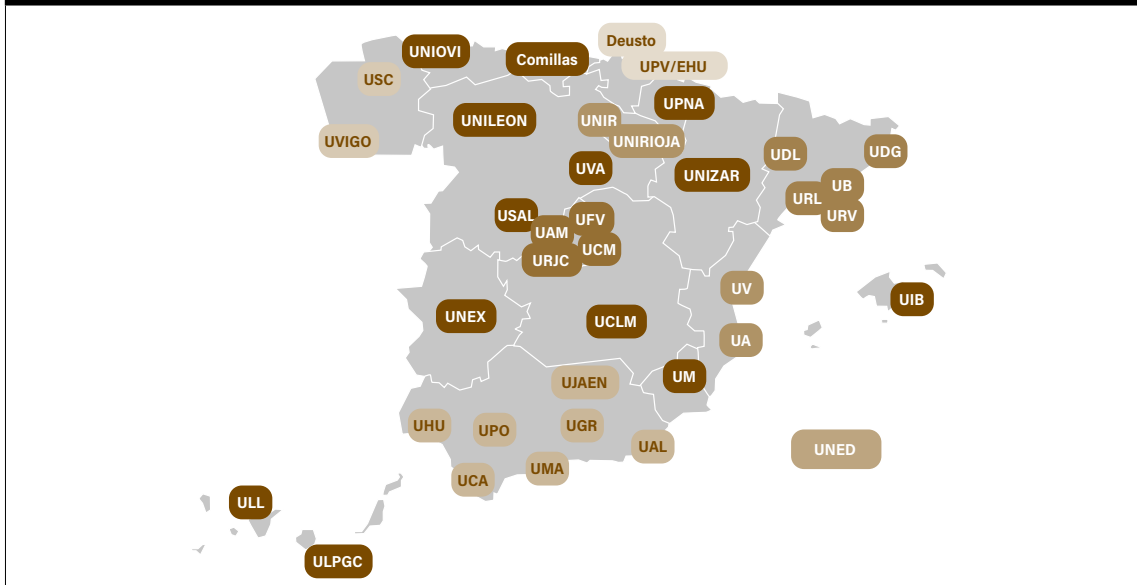 Deusto
UNIOVI
Comillas
UPV/EHU
USC
UPNA
UNILEON
UNIR
UVIGO
UNIRIOJA
UDL
UDG
UVA
UNIZAR
UB
URL
URV
USAL
UFV
UAM
UCM
URJC
UV
UIB
UNEX
UCLM
UA
UM
UJAEN
UHU
UPO
UGR
UAL
UNED
UMA
UCA
ULL
ULPGC